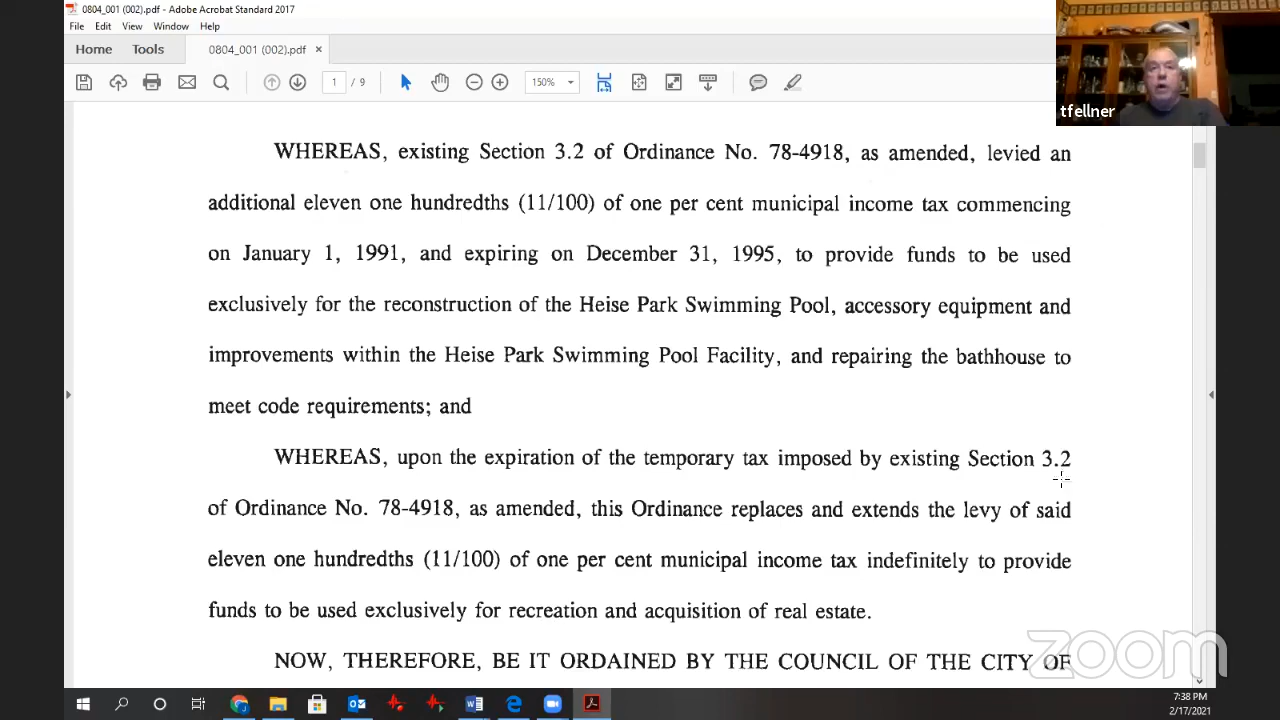 0804_001 (002).pdf - Adobe Acrobat Standard 2017
File Edit View Window Help
Home Tools 0804_001 (002).pdf ×
1 / 9 150%
tfellner
WHEREAS, existing Section 3.2 of Ordinance No. 78-4918, as amended, levied an
additional eleven one hundredths (11/100) of one per cent municipal income tax commencing
on January 1, 1991, and expiring on December 31, 1995, to provide funds to be used
exclusively for the reconstruction of the Heise Park Swimming Pool, accessory equipment and
improvements within the Heise Park Swimming Pool Facility, and repairing the bathhouse to
meet code requirements; and
WHEREAS, upon the expiration of the temporary tax imposed by existing Section 3.2
of Ordinance No. 78-4918, as amended, this Ordinance replaces and extends the levy of said
eleven one hundredths (11/100) of one per cent municipal income tax indefinitely to provide
funds to be used exclusively for recreation and acquisition of real estate.
NOW, THEREFORE, BE IT ORDAINED BY THE COUNCIL OF THE CITY OF
zoom
7:38 PM
2/17/2021